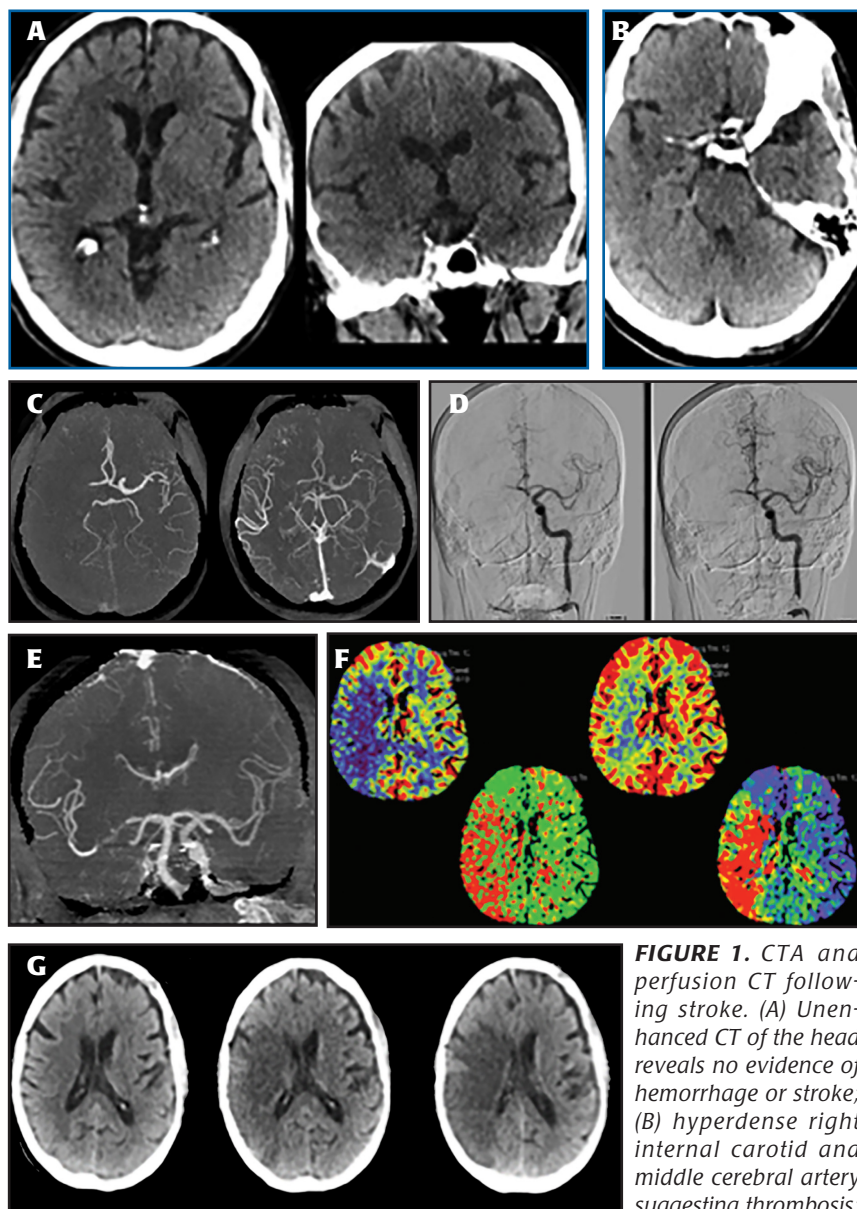 A
B
C
D
E
F
G
FIGURE 1. CTA and
perfusion CT follow-
ing stroke. (A) Unen-
hanced CT of the head
reveals no evidence of
hemorrhage or stroke;
(B) hyperdense right
internal carotid and
middle cerebral artery
suggesting thrombosis;